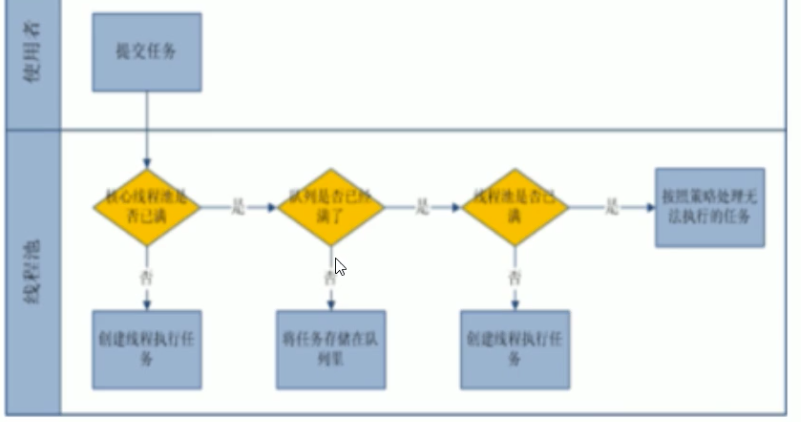 使用者
提交任务
线程池
核心线程池是
否已满
是
队列是否已经
满了
是
线程池是否已
满
是
按照策略处理无
法执行的任务
否
否
否
创建线程执行任
务
将任务存储在队
列里
创建线程执行任
务